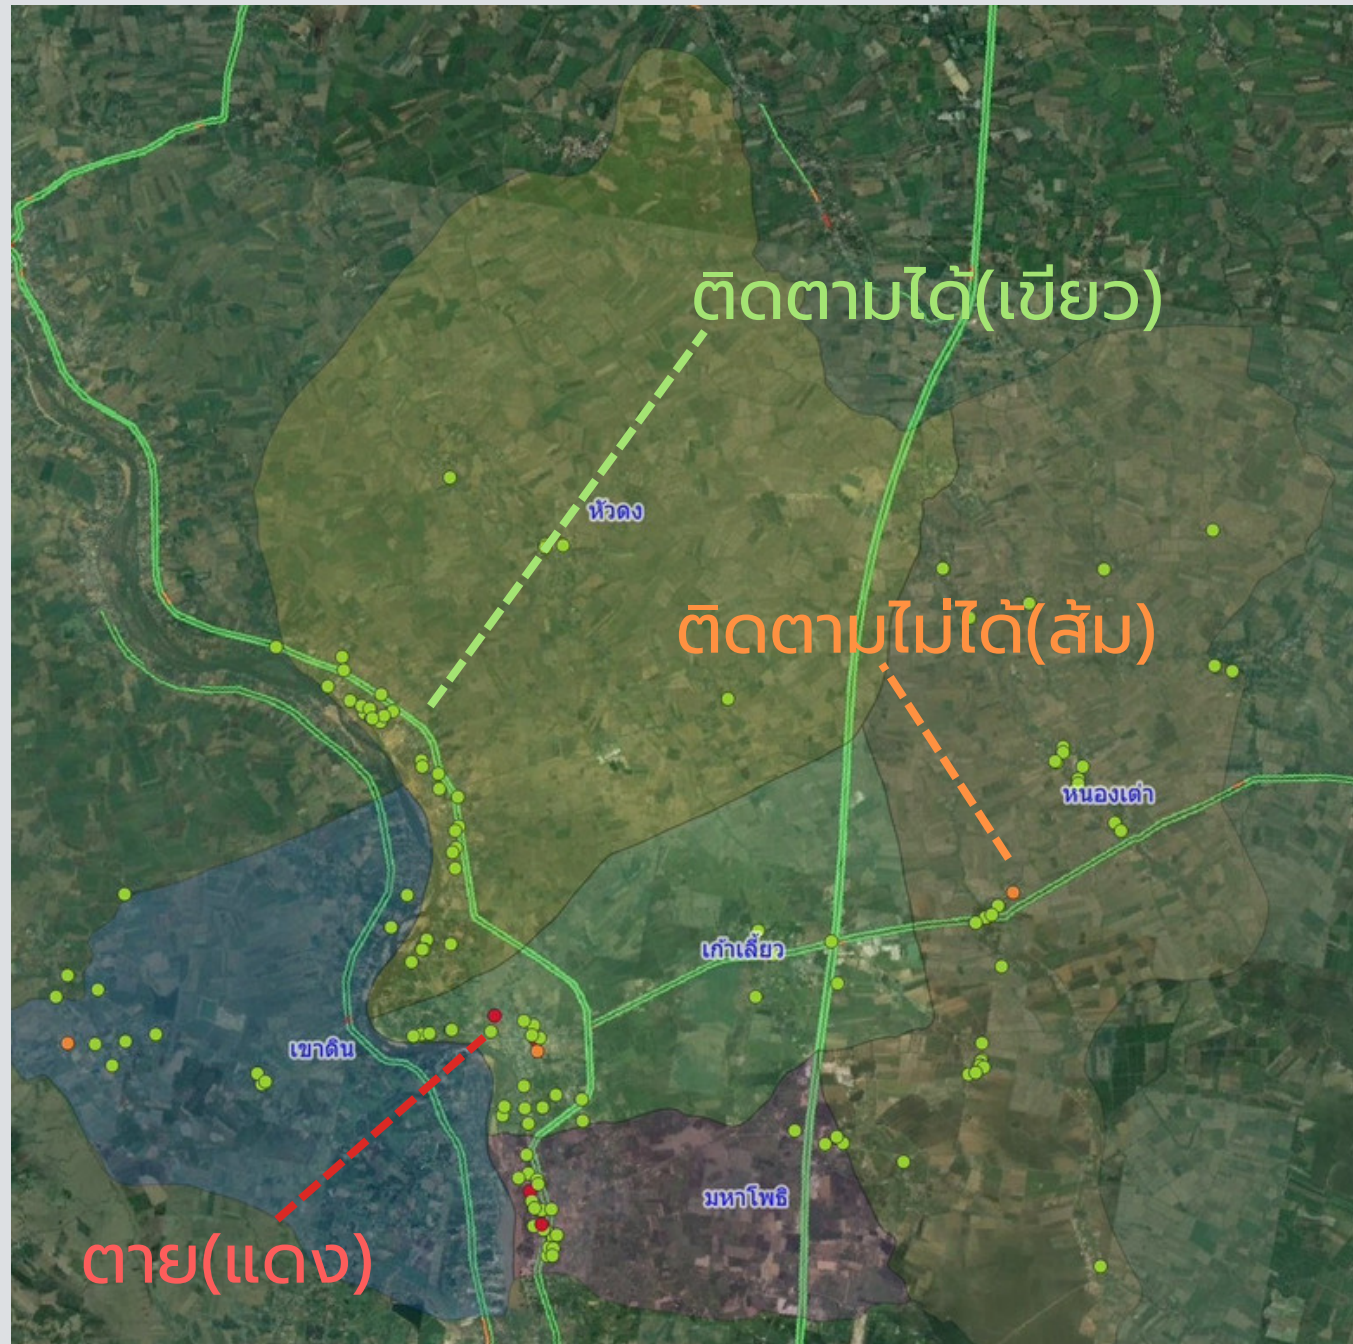 ติดตามได้(เขียว)
หัวดง
ติดตามไม่ได้(ส้ม)
หนองเต่า
เก้าเลี้ยว
เขาดิน
มหาโพธิ
ตาย(แดง)